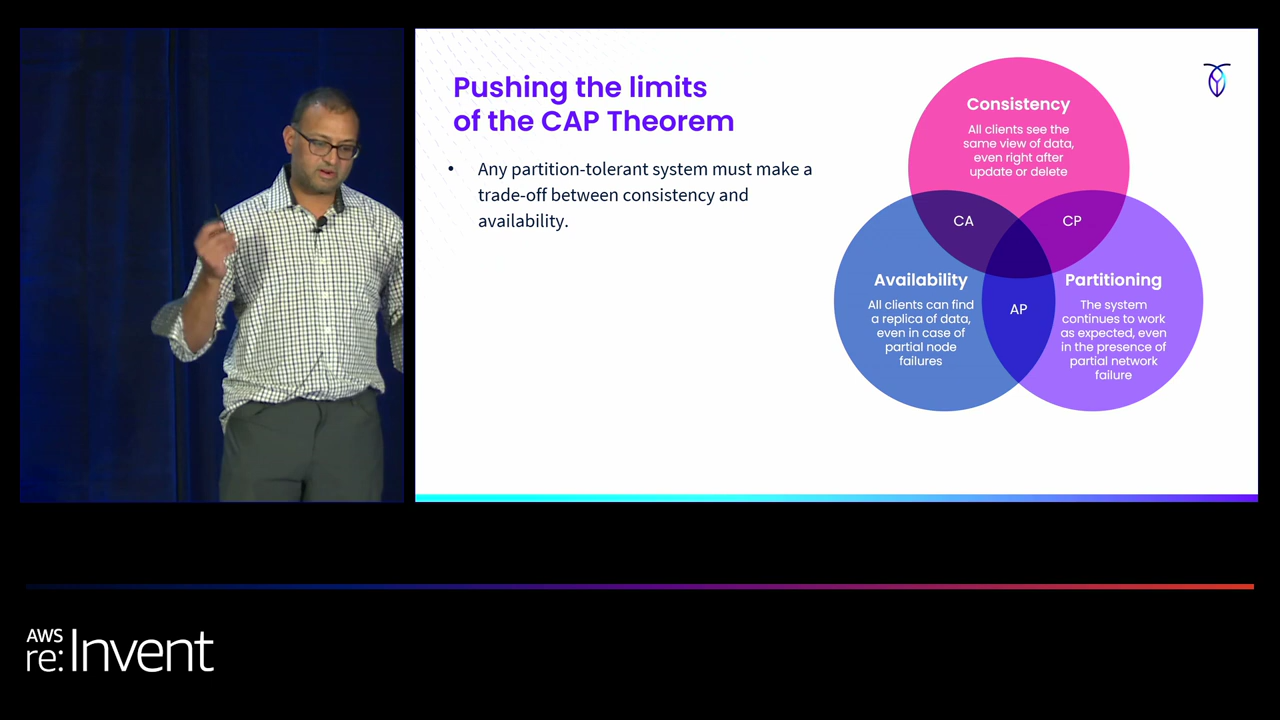 Pushing the limits
of the CAP Theorem
• Any partition-tolerant system must make a
trade-off between consistency and
availability.
Consistency
All clients see the
same view of data,
even right after
update or delete
CA
CP
Availability
All clients can find
a replica of data,
even in case of
partial node
failures
AP
Partitioning
The system
continues to work
as expected, even
in the presence of
partial network
failure
AWS
re:Invent